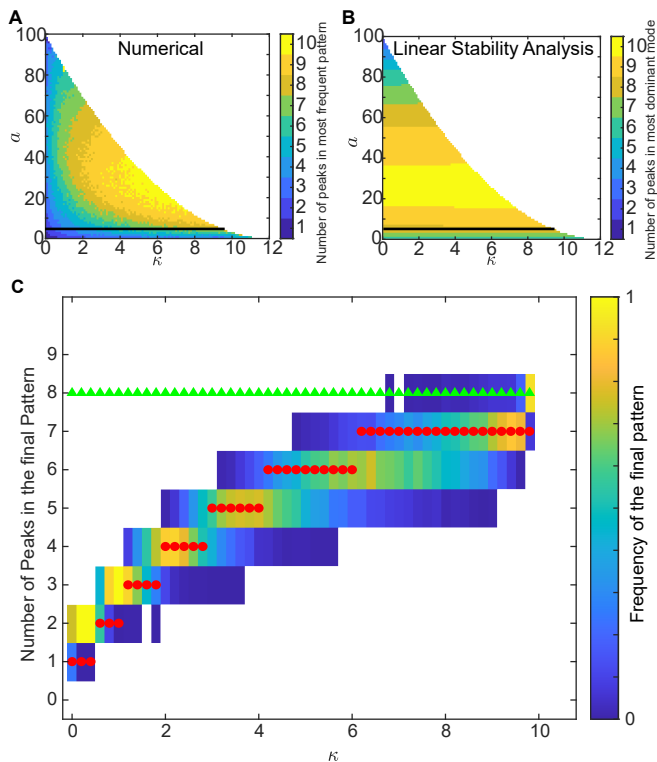 A
Numerical
100
80
60
40
20
0
a
0 2 4 6 8 10 12
κ
10
9
8
7
6
5
4
3
2
1
Number of peaks in most frequent pattern
B
Linear Stability Analysis
100
80
60
40
20
0
a
0 2 4 6 8 10 12
κ
10
9
8
7
6
5
4
3
2
1
Number of peaks in most dominant mode
C
9
8
7
6
5
4
3
2
1
0
Number of Peaks in the final Pattern
0 2 4 6 8 10
κ
1
0
Frequency of the final pattern